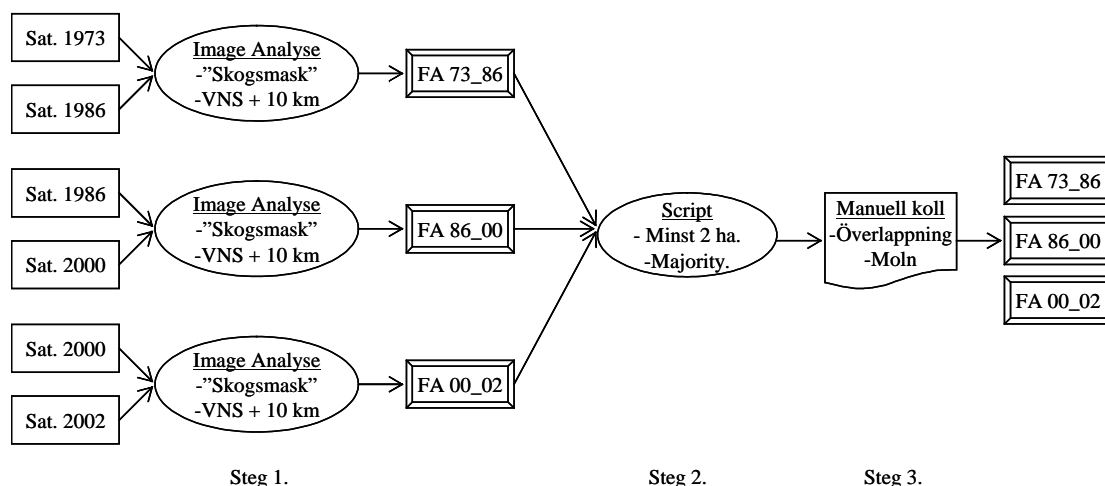 Sat. 1973
Sat. 1986
Image Analyse
-"Skogsmask"
-VNS + 10 km
FA 73_86
Sat. 1986
Sat. 2000
Image Analyse
-"Skogsmask"
-VNS + 10 km
FA 86_00
Sat. 2000
Sat. 2002
Image Analyse
-"Skogsmask"
-VNS + 10 km
FA 00_02
Script
- Minst 2 ha.
-Majority.
Manuell koll
-Överlappning
-Moln
FA 73_86
FA 86_00
FA 00_02
Steg 1.
Steg 2.
Steg 3.